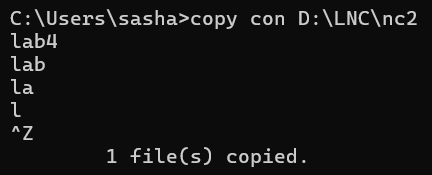 C:\Users\sasha>copy con D:\LNC\nc2
lab4
lab
la
l
^Z
        1 file(s) copied.